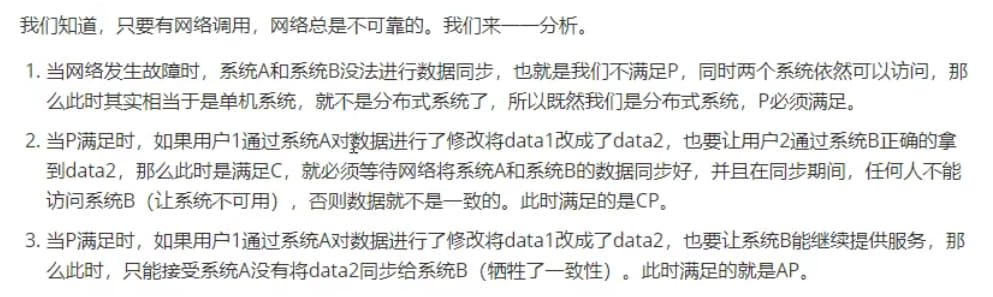 我们知道，只要有网络调用，网络总是不可靠的。我们来一一分析。
1. 当网络发生故障时，系统A和系统B没法进行数据同步，也就是我们不满足P，同时两个系统依然可以访问，那
么此时其实相当于是单机系统，就不是分布式系统了，所以既然我们是分布式系统，P必须满足。
2. 当P满足时，如果用户1通过系统A对数据进行了修改将data1改成了data2，也要让用户2通过系统B正确的拿
到data2，那么此时是满足C，就必须等待网络将系统A和系统B的数据同步好，并且在同步期间，任何人不能
访问系统B（让系统不可用），否则数据就不是一致的。此时满足的是CP。
3. 当P满足时，如果用户1通过系统A对数据进行了修改将data1改成了data2，也要让系统B能继续提供服务，那
么此时，只能接受系统A没有将data2同步给系统B（牺牲了一致性）。此时满足的就是AP。